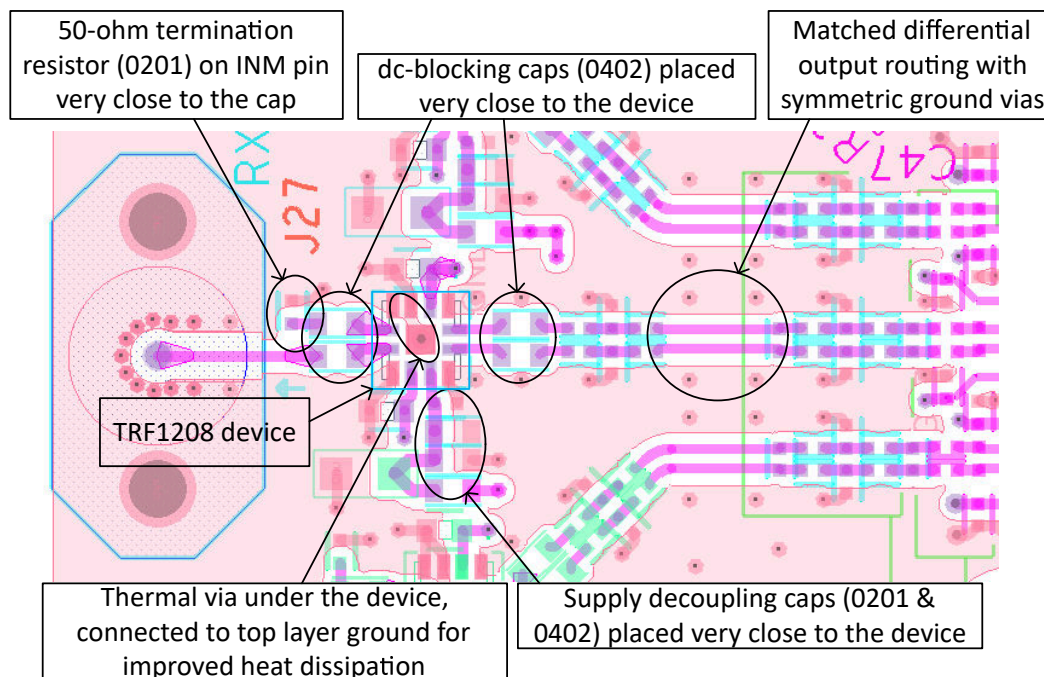 50-ohm termination
resistor (0201) on INM pin
very close to the cap
dc-blocking caps (0402) placed
very close to the device
Matched differential
output routing with
symmetric ground vias
RX
J27
C47
TRF1208 device
Thermal via under the device,
connected to top layer ground for
improved heat dissipation
Supply decoupling caps (0201 &
0402) placed very close to the device